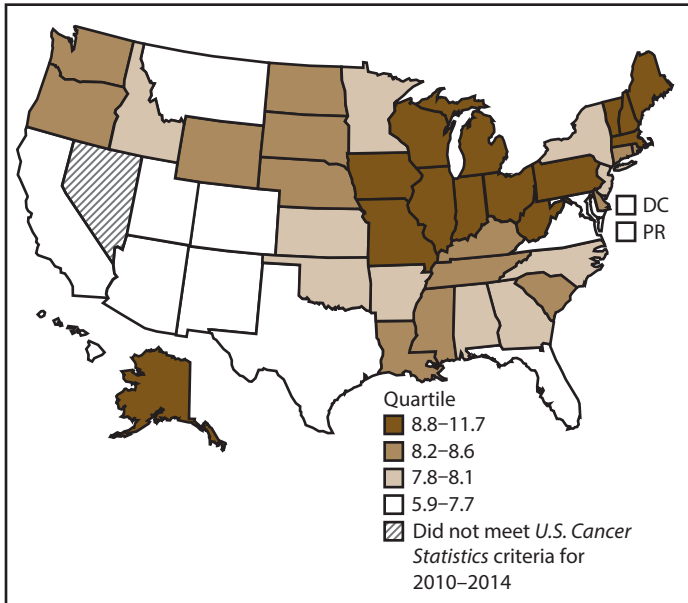 DC
PR
Quartile
8.8–11.7
8.2–8.6
7.8–8.1
5.9–7.7
Did not meet U.S. Cancer
Statistics criteria for
2010–2014